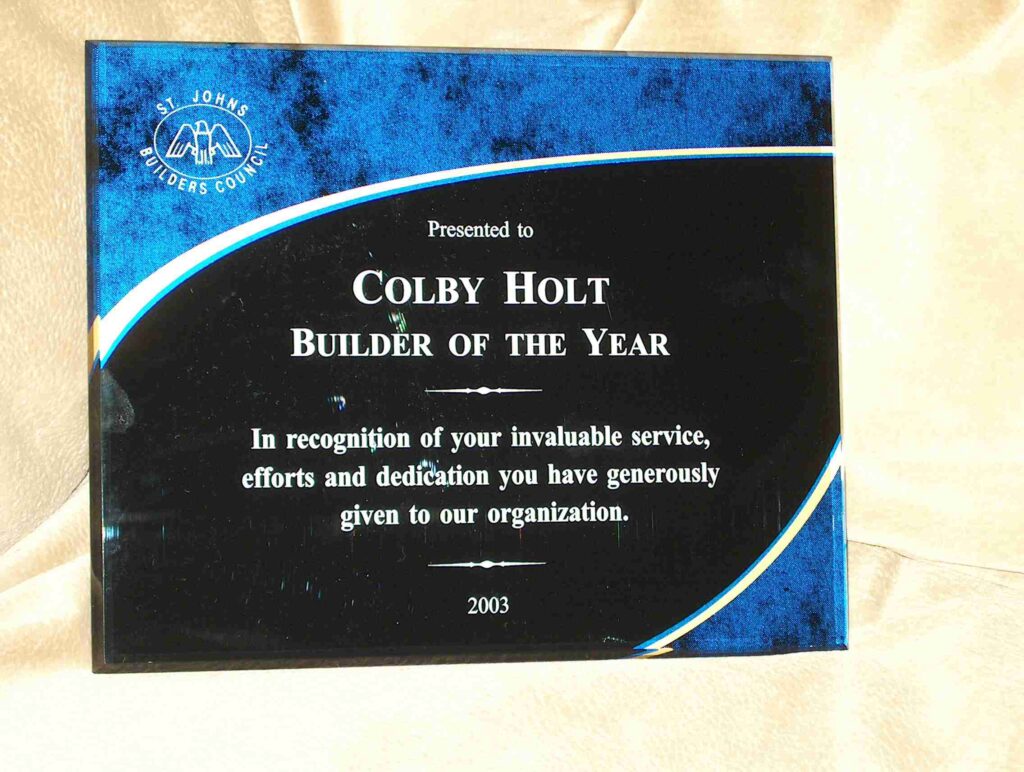 ST JOHNS
BUILDERS COUNCIL
Presented to
COLBY HOLT
BUILDER OF THE YEAR
In recognition of your invaluable service,
efforts and dedication you have generously
given to our organization.
2003